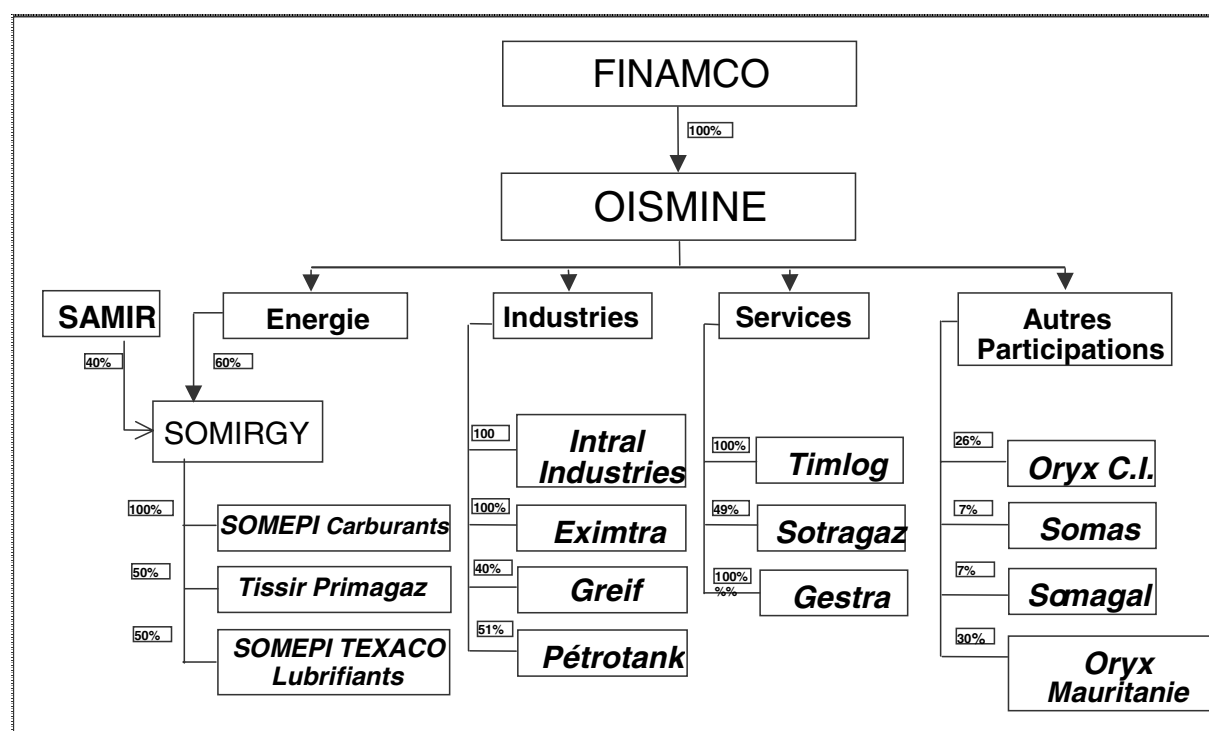 FINAMCO
100%
OISMINE
SAMIR
Energie
Industries
Services
Autres
Participations
40%
60%
SOMIRGY
100%
SOMEPI Carburants
50%
Tissir Primagaz
50%
SOMEPI TEXACO
Lubrifiants
100
Intral
Industries
100%
Eximtra
40%
Greif
51%
Pétrotank
100%
Timlog
49%
Sotragaz
100%
%%
Gestra
26%
Oryx C.I.
7%
Somas
7%
Somagal
30%
Oryx
Mauritanie